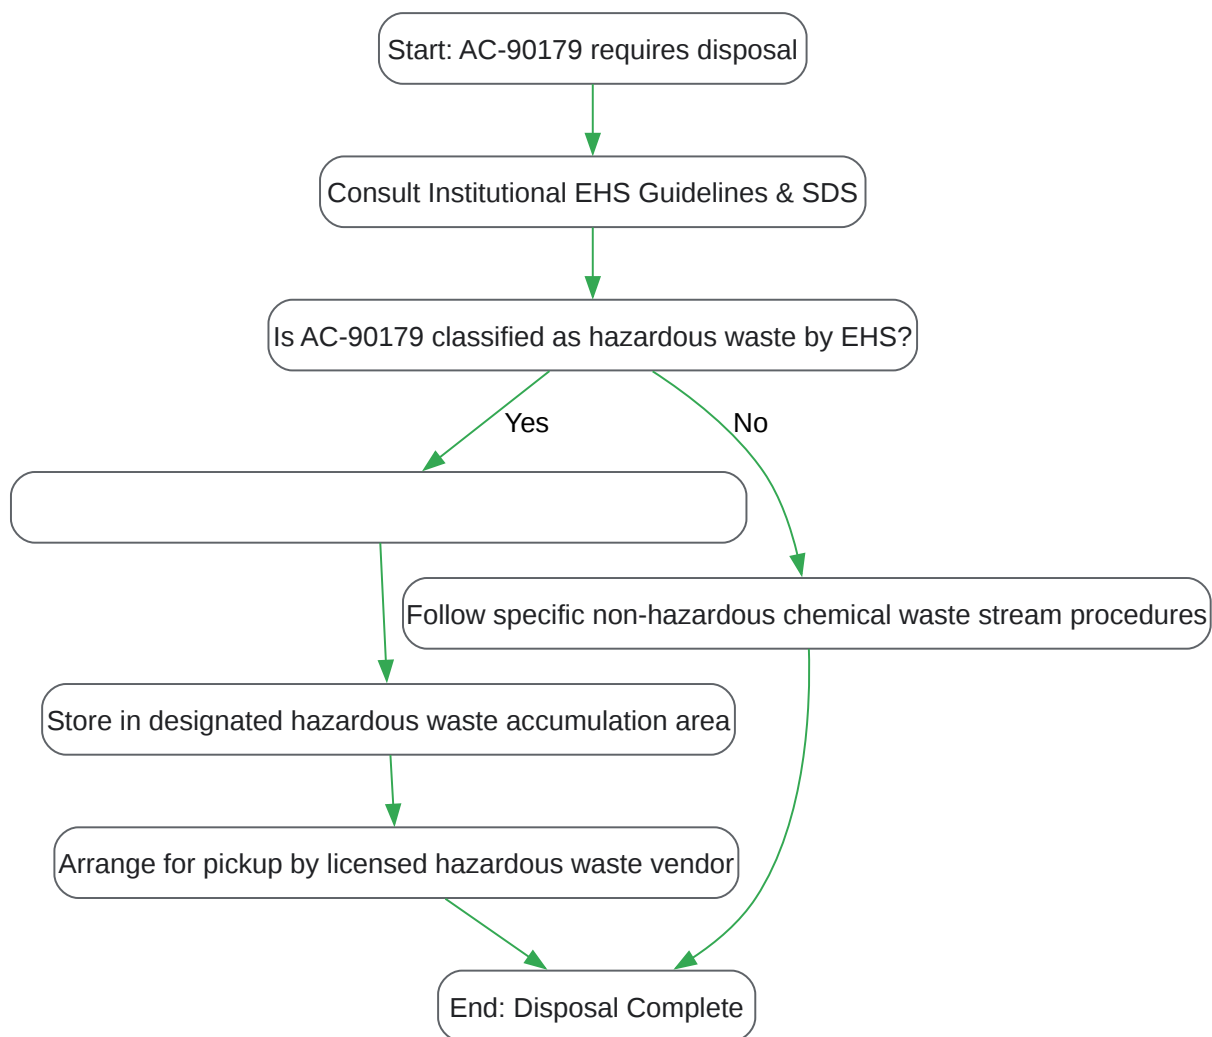 Start: AC-90179 requires disposal
Consult Institutional EHS Guidelines & SDS
Is AC-90179 classified as hazardous waste by EHS?
Yes
No
Follow specific non-hazardous chemical waste stream procedures
Store in designated hazardous waste accumulation area
Arrange for pickup by licensed hazardous waste vendor
End: Disposal Complete